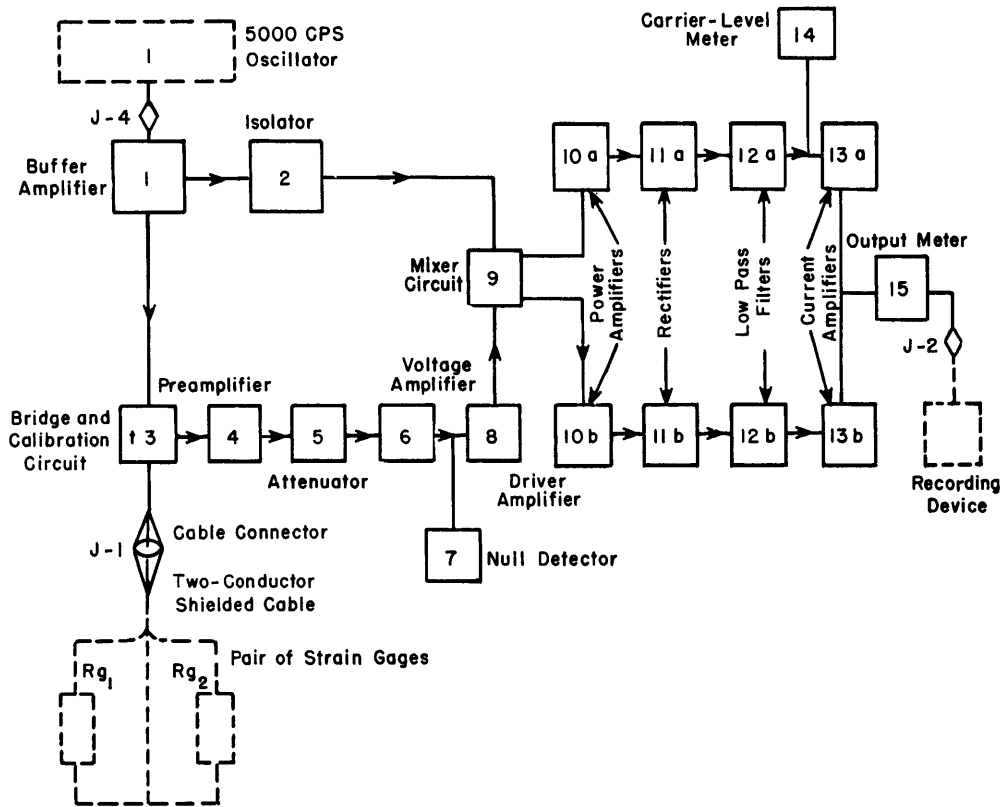 5000 CPS
Oscillator
1
J-4
Isolator
Buffer
Amplifier
1
2
Carrier-Level
Meter
14
10 a
11 a
12 a
13 a
Mixer
Circuit
9
Power
Amplifiers
Rectifiers
Low Pass
Filters
Current
Amplifiers
Output Meter
15
J-2
Voltage
Amplifier
Preamplifier
Bridge and
Calibration
Circuit
t 3
4
5
6
8
10 b
11 b
12 b
13 b
Attenuator
Driver
Amplifier
Recording
Device
7
Null Detector
J-1
Cable Connector
Two-Conductor
Shielded Cable
Pair of Strain Gages
Rg1
Rg2